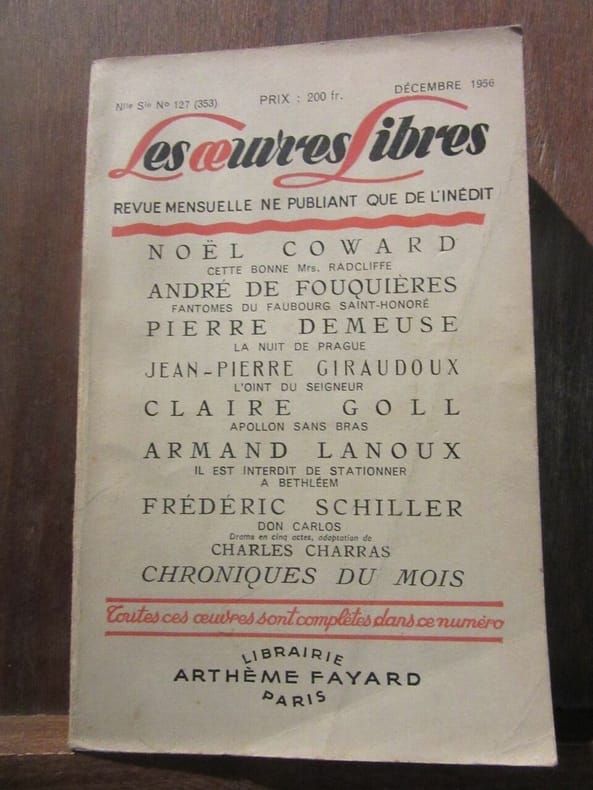 Nlle Sie No 127 (353) PRIX : 200 fr. DÉCEMBRE 1956
Les œuvres Libres
REVUE MENSUELLE NE PUBLIANT QUE DE L'INÉDIT
NOËL COWARD
CETTE BONNE Mrs. RADCLIFFE
ANDRÉ DE FOUQUIÈRES
FANTOMES DU FAUBOURG SAINT-HONORÉ
PIERRE DEMEUSE
LA NUIT DE PRAGUE
JEAN-PIERRE GIRAUDOUX
L'OINT DU SEIGNEUR
CLAIRE GOLL
APOLLON SANS BRAS
ARMAND LANOUX
IL EST INTERDIT DE STATIONNER
A BETHLÉEM
FRÉDÉRIC SCHILLER
DON CARLOS
Drame en cinq actes, adaptation de
CHARLES CHARRAS
CHRONIQUES DU MOIS
Toutes ces œuvres sont complètes dans ce numéro
LIBRAIRIE
ARTHÈME FAYARD
PARIS